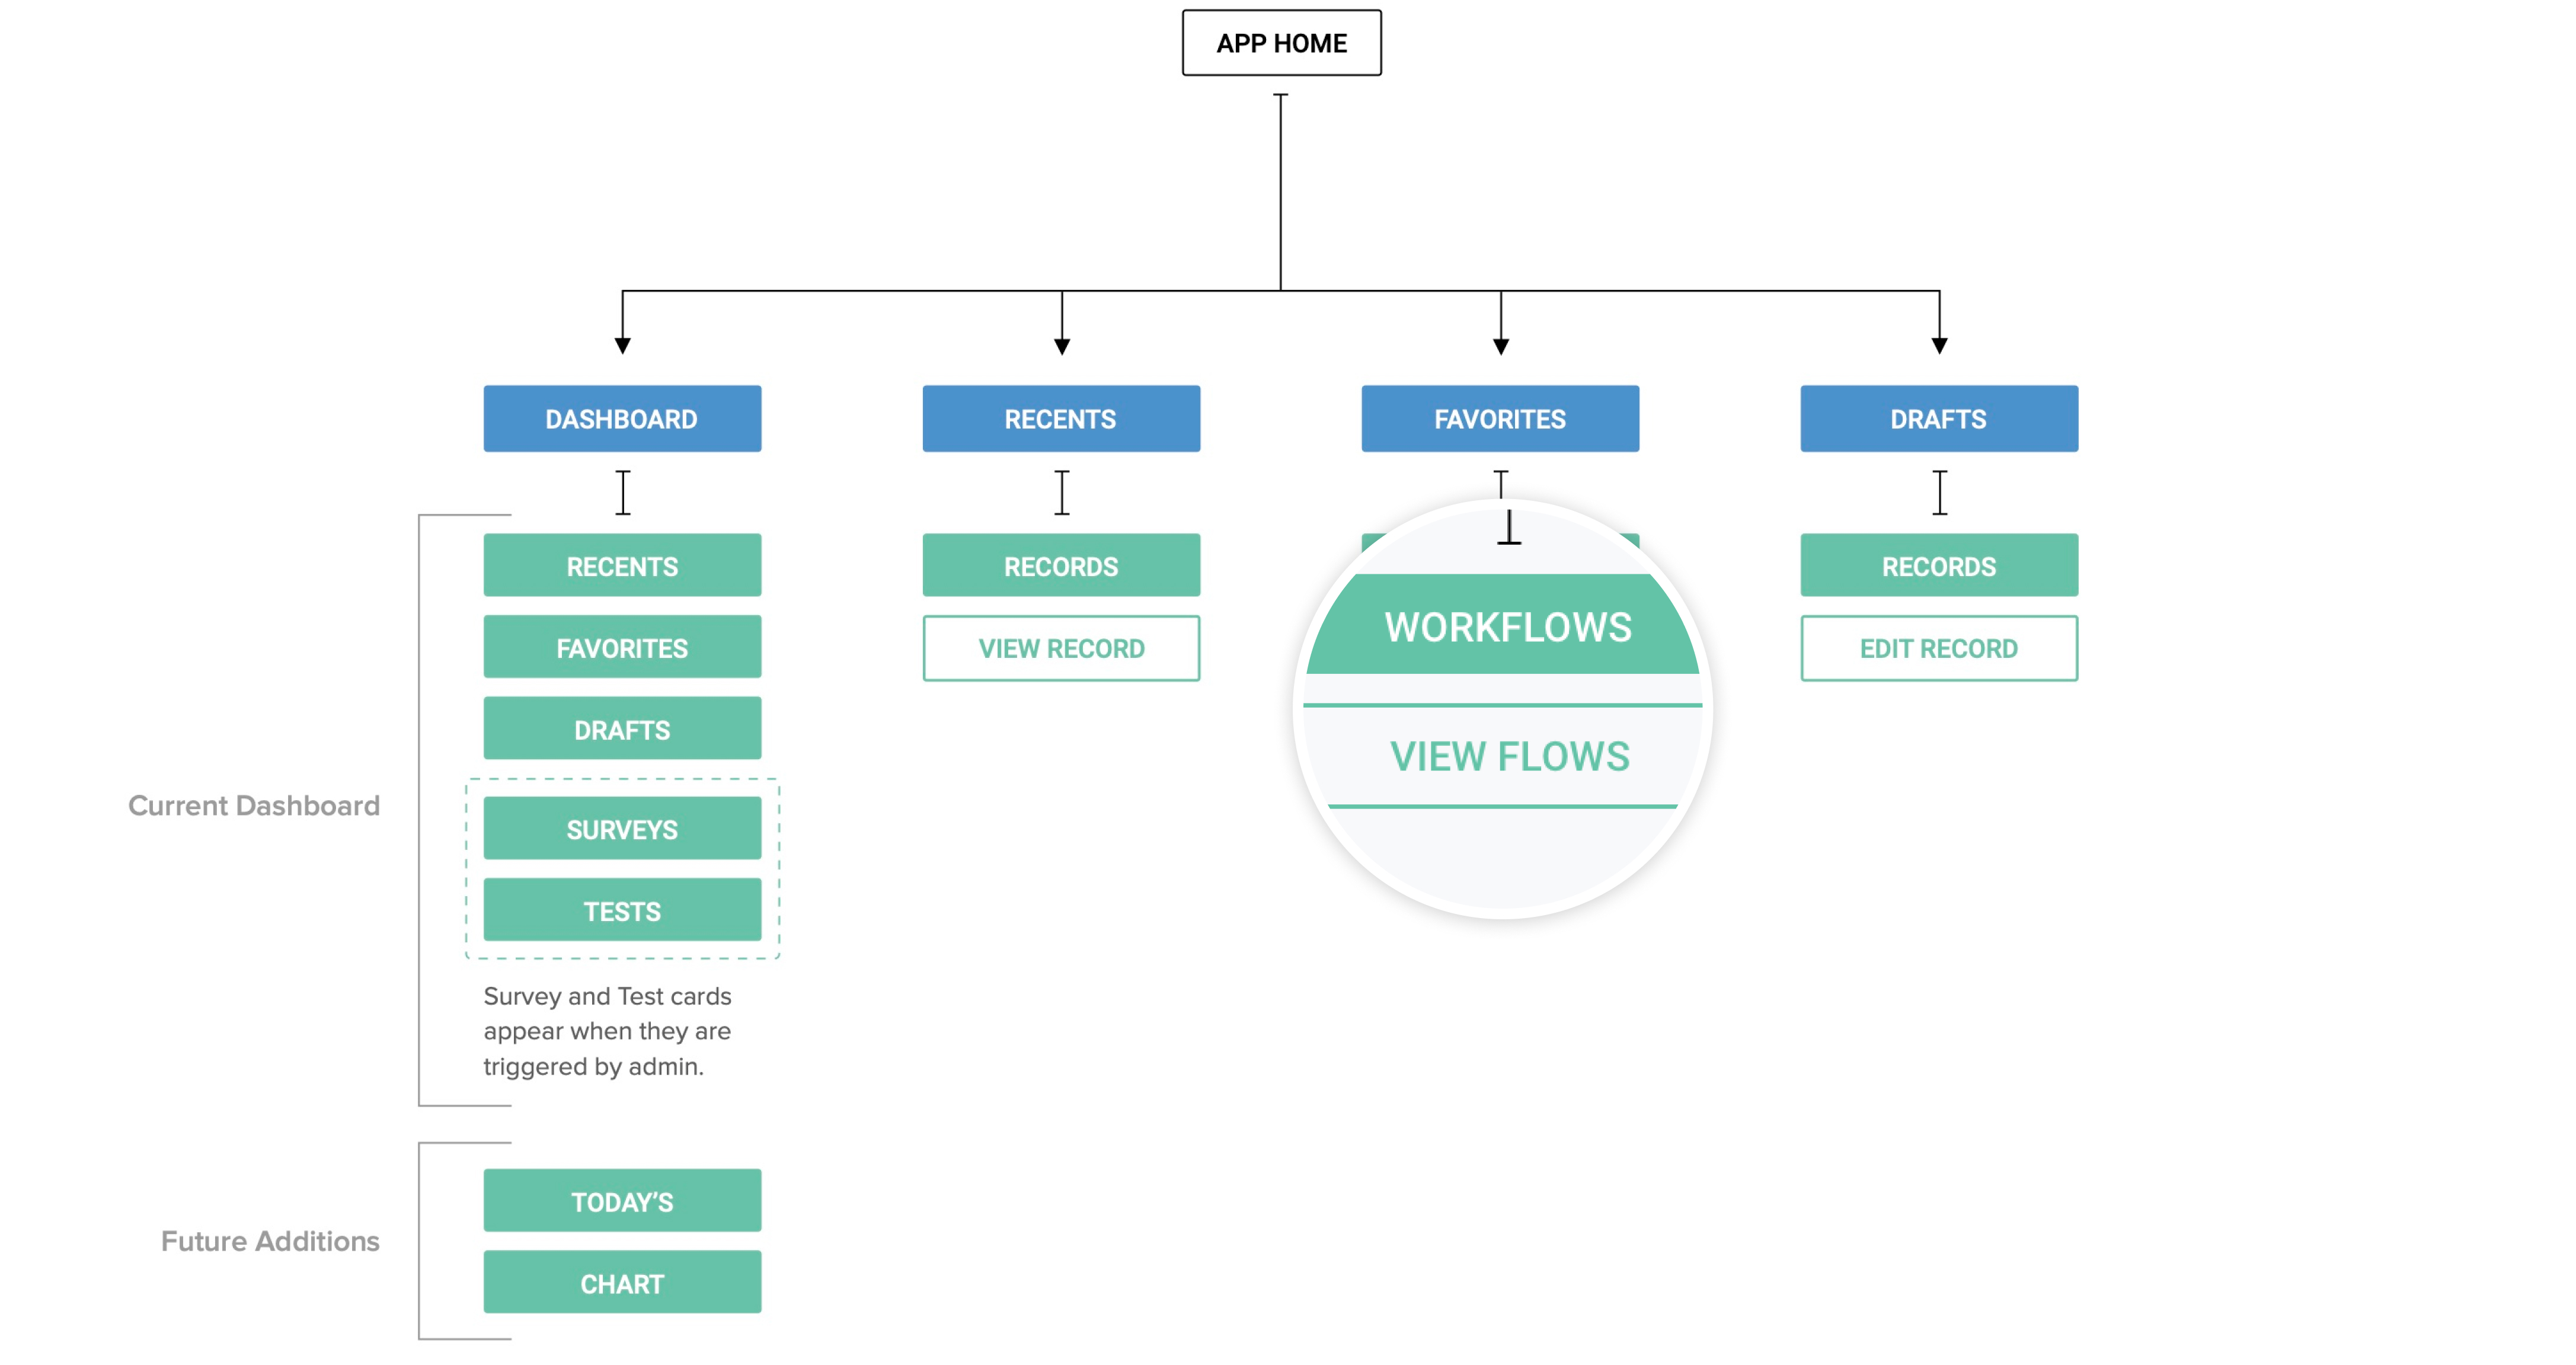 APP HOME
DASHBOARD
RECENTS
FAVORITES
DRAFTS
RECENTS
FAVORITES
DRAFTS
SURVEYS
TESTS
Survey and Test cards
appear when they are
triggered by admin.
Current Dashboard
TODAY’S
CHART
Future Additions
RECORDS
VIEW RECORD
WORKFLOWS
VIEW FLOWS
RECORDS
EDIT RECORD